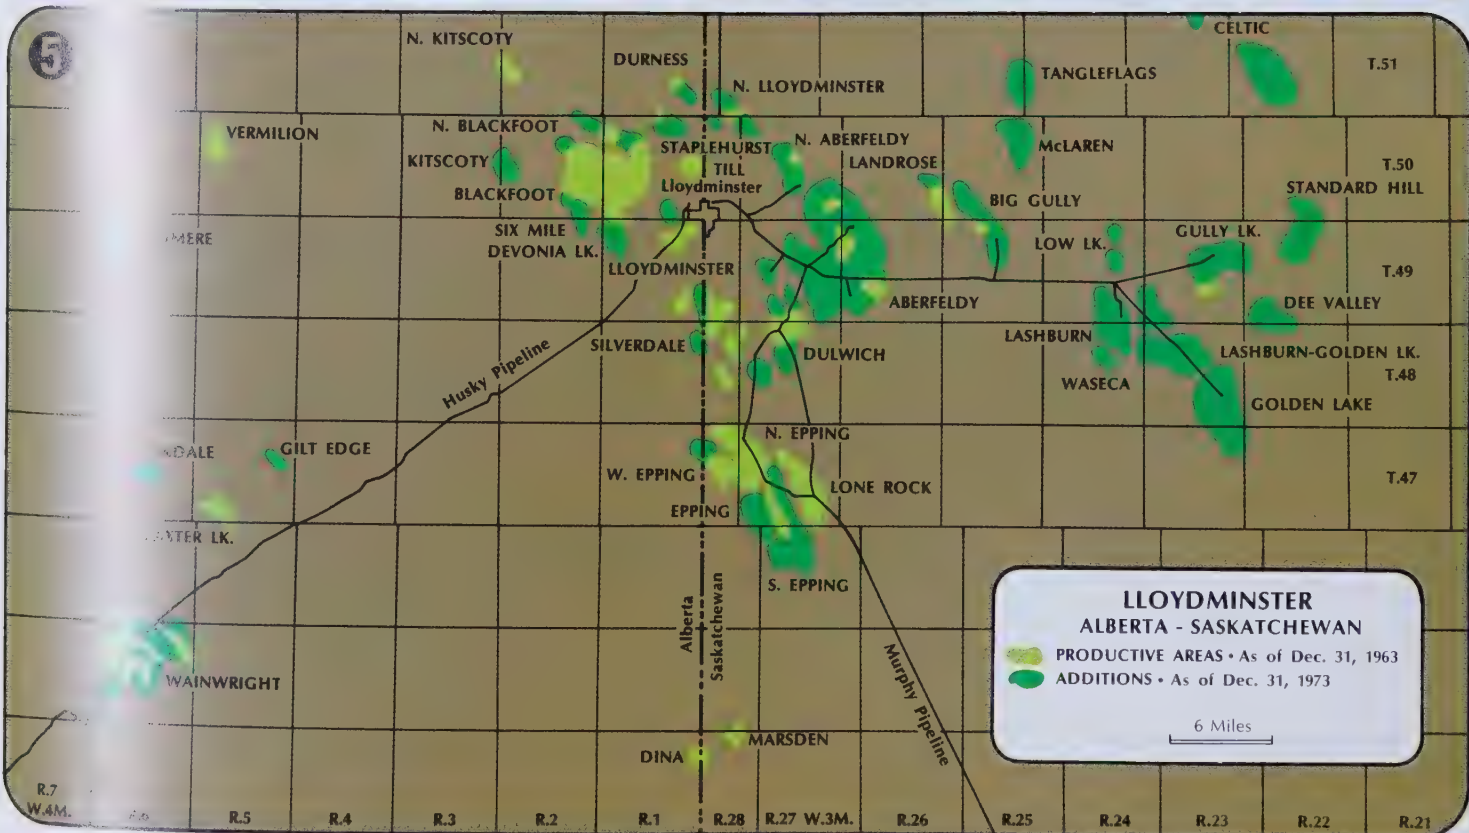 5
N. KITSCOTY
DURNESS
N. LLOYDMINSTER
TANGLEFLAGS
CELTIC
T.51
VERMILION
N. BLACKFOOT
KITSCOTY
BLACKFOOT
STAPLEHURST
TILL
Lloydminster
N. ABERFELDY
LANDROSE
McLAREN
T.50
STANDARD HILL
BIG GULLY
SIX MILE
DEVONIA LK.
LLOYDMINSTER
LOW LK.
GULLY LK.
T.49
MERE
ABERFELDY
DEE VALLEY
SILVERDALE
DULWICH
LASHBURN
LASHBURN-GOLDEN LK.
T.48
WASECA
GOLDEN LAKE
Husky Pipeline
DALE
GILT EDGE
N. EPPING
W. EPPING
LONE ROCK
EPPING
T.47
TER LK.
S. EPPING
Alberta
Saskatchewan
WAINWRIGHT
Murphy Pipeline
DINA
MARSDEN
LLOYDMINSTER
ALBERTA - SASKATCHEWAN
PRODUCTIVE AREAS • As of Dec. 31, 1963
ADDITIONS • As of Dec. 31, 1973
6 Miles
R.7
W.4M.
R.5
R.4
R.3
R.2
R.1
R.28
R.27 W.3M.
R.26
R.25
R.24
R.23
R.22
R.21